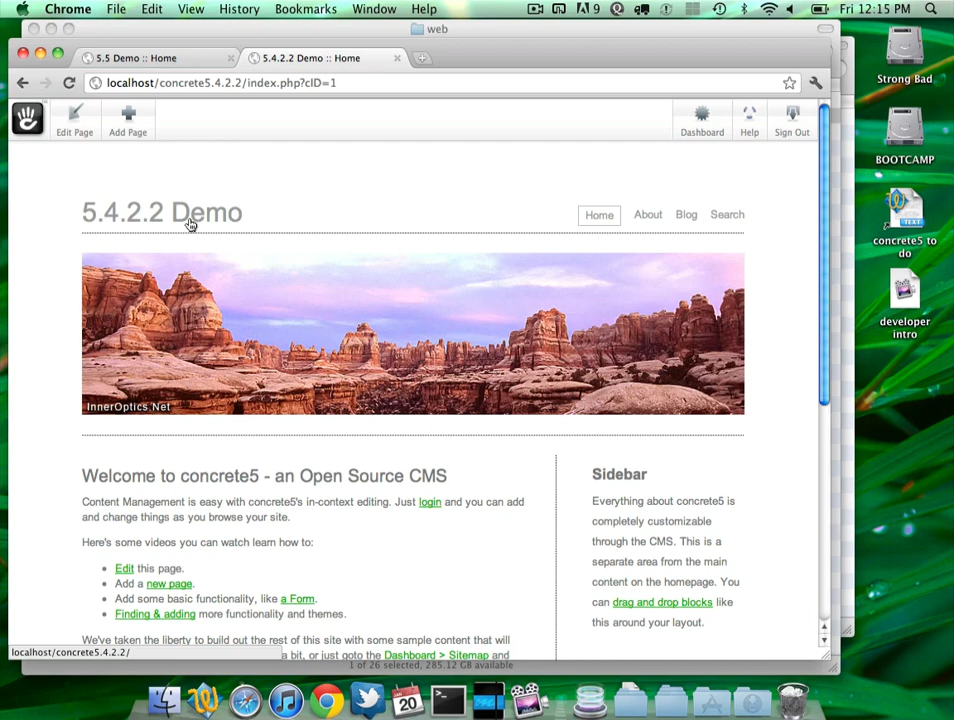 Chrome File Edit View History Bookmarks Window Help 9 Fri 12:15 PM
web
5.5 Demo :: Home 5.4.2.2 Demo :: Home
localhost/concrete5.4.2.2/index.php?cID=1
Edit Page Add Page Dashboard Help Sign Out
5.4.2.2 Demo
Home About Blog Search
InnerOptics.Net
Welcome to concrete5 - an Open Source CMS
Content Management is easy with concrete5's in-context editing. Just login and you can add
and change things as you browse your site.
Here's some videos you can watch learn how to:
Edit this page.
Add a new page.
Add some basic functionality, like a Form.
Finding & adding more functionality and themes.
We've taken the liberty to build out the rest of this site with some sample content that will
a bit, or just goto the Dashboard > Sitemap and
Sidebar
Everything about concrete5 is
completely customizable
through the CMS. This is a
separate area from the main
content on the homepage. You
can drag and drop blocks like
this around your layout.
localhost/concrete5.4.2.2/
1 of 26 selected, 285.12 GB available
Strong Bad
BOOTCAMP
TEXT
concrete5 to
do
developer
intro
20